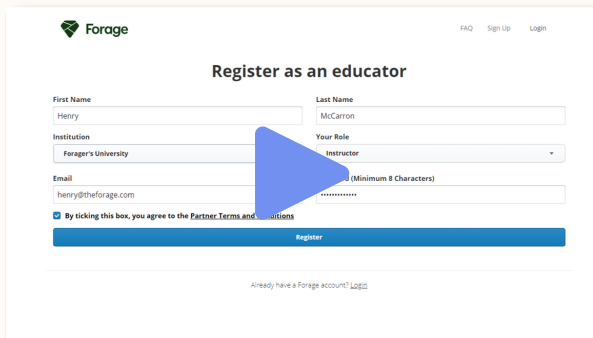 Forage
FAQ Sign Up Login
Register as an educator
First Name Last Name
Henry McCarron
Institution Your Role
Forager's University Instructor
Email (Minimum 8 Characters)
henry@theforage.com •••••••••••••
By ticking this box, you agree to the Partner Terms and Conditions
Register
Already have a Forage account? Login